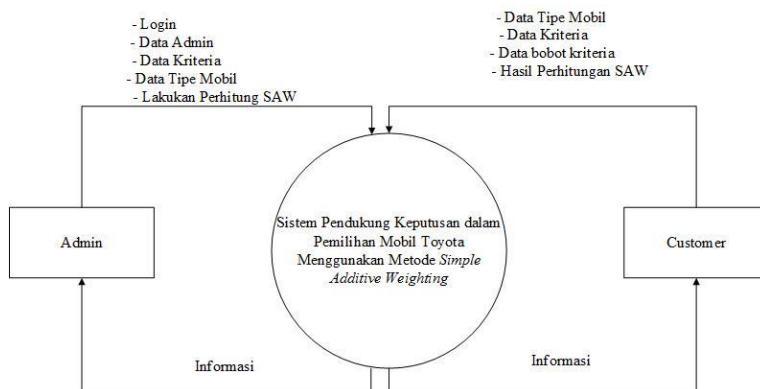 - Login
- Data Admin
- Data Kriteria
- Data Tipe Mobil
- Lakukan Perhitung SAW
- Data Tipe Mobil
- Data Kriteria
- Data bobot kriteria
- Hasil Perhitungan SAW
Admin
Sistem Pendukung Keputusan dalam
Pemilihan Mobil Toyota
Menggunakan Metode Simple
Additive Weighting
Customer
Informasi
Informasi